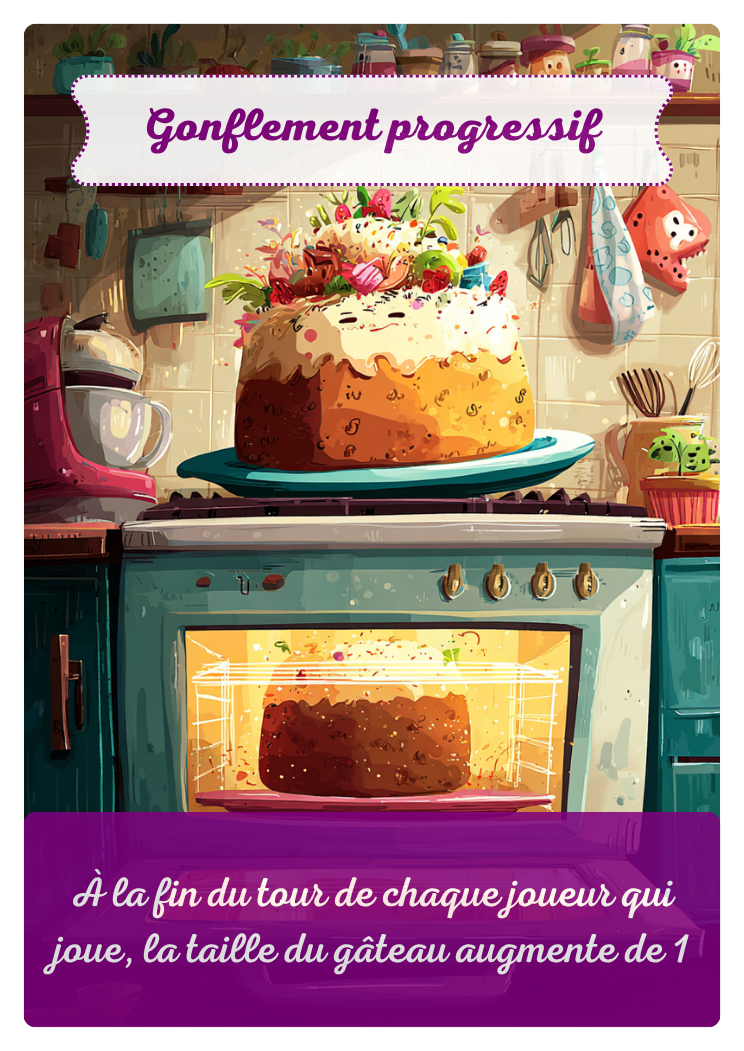 Gonflement progressif
À la fin du tour de chaque joueur qui
joue, la taille du gâteau augmente de 1